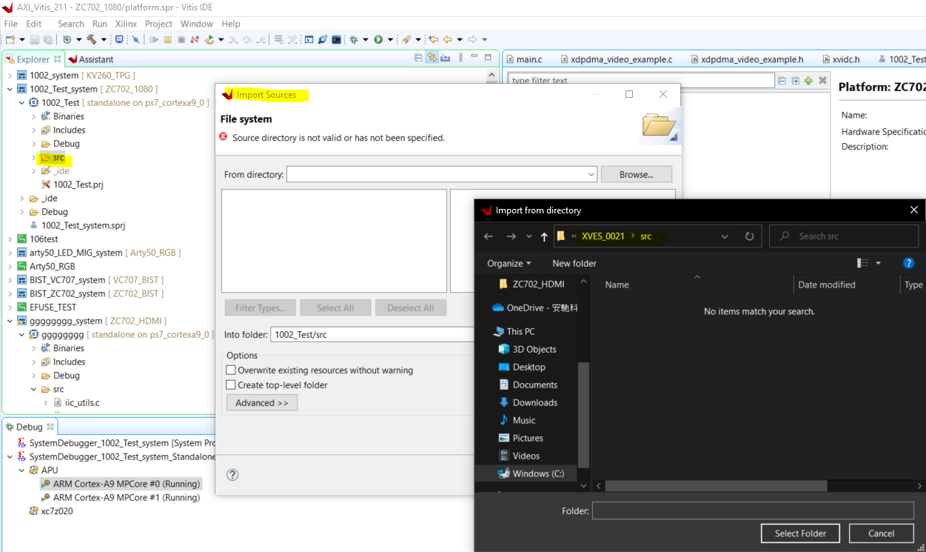 AXI_Vitis_211 - ZC702_1080/platform.spr - Vitis IDE
File Edit Search Run Xilinx Project Window Help
Explorer Assistant
1002_system [ KV260_TPG ]
1002_Test_system [ ZC702_1080 ]
1002_Test [ standalone on ps7_cortexa9_0 ]
Binaries
Includes
Debug
src
_ide
1002_Test.prj
_ide
Debug
1002_Test_system.sprj
106test
arty50_LED_MIG_system [ Arty50_RGB ]
Arty50_RGB
BIST_VC707_system [ VC707_BIST ]
BIST_ZC702_system [ ZC702_BIST ]
EFUSE_TEST
ggggggggg_system [ ZC702_HDMI ]
gggggggg [ standalone on ps7_cortexa9_0 ]
Binaries
Includes
Debug
src
iic_utils.c
Debug
SystemDebugger_1002_Test_system [System Pro
SystemDebugger_1002_Test_system_Standalone
APU
ARM Cortex-A9 MPCore #0 (Running)
ARM Cortex-A9 MPCore #1 (Running)
xc7z020
main.c xdpdma_video_example.c xdpdma_video_example.h xvidc.h 1002_Test
type filter text
Platform: ZC702
Name:
Hardware Specificatio
Description:
Import Sources
File system
Source directory is not valid or has not been specified.
From directory: Browse...
Filter Types... Select All Deselect All
Into folder: 1002_Test/src
Options
Overwrite existing resources without warning
Create top-level folder
Advanced >>
Import from directory
« XVES_0021 > src Search src
Organize New folder
ZC702_HDMI
OneDrive - 安馳科
This PC
3D Objects
Desktop
Documents
Downloads
Music
Pictures
Videos
Windows (C:)
Name Date modified Type
No items match your search.
Folder:
Select Folder Cancel